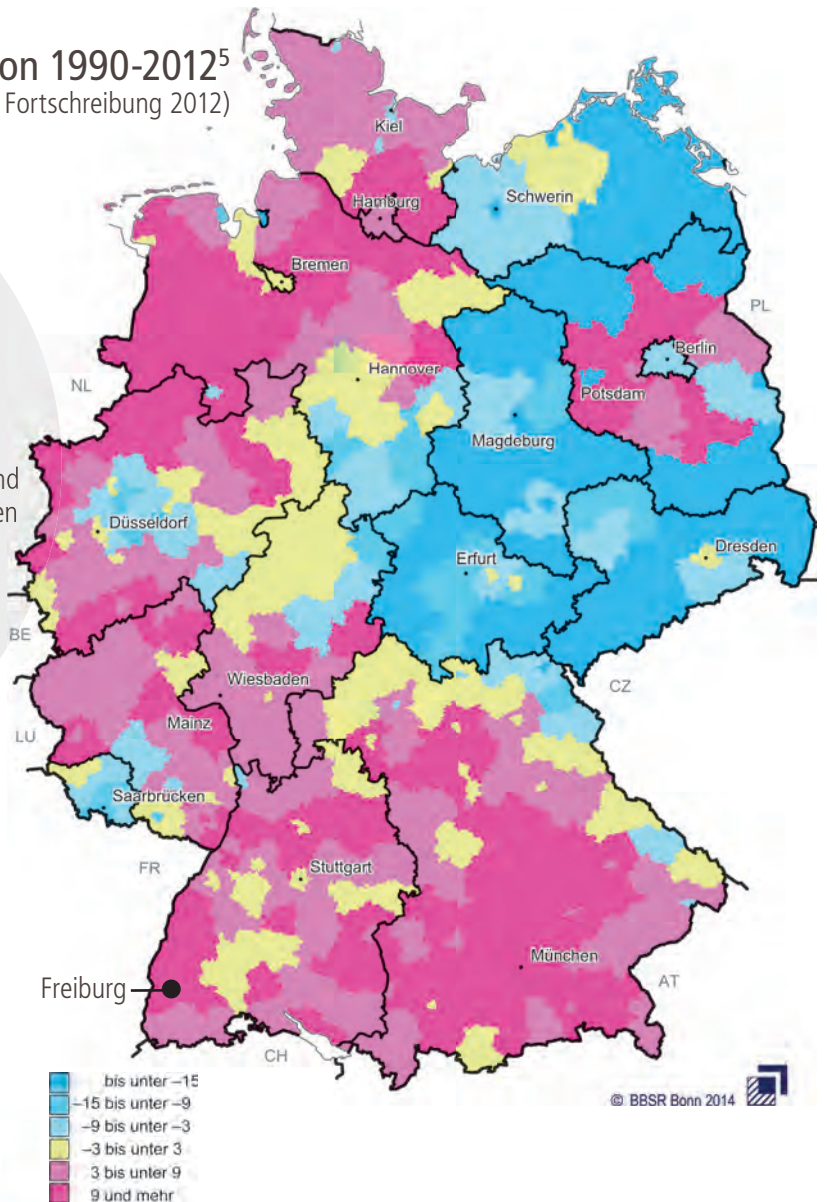 on 1990-2012⁵
Fortschreibung 2012)
Kiel
Schwerin
Hamburg
Bremen
PL
Berlin
Hannover
NL
Potsdam
Magdeburg
nd
en
Düsseldorf
Dresden
Erfurt
BE
Wiesbaden
CZ
Mainz
LU
Saarbrücken
FR
Stuttgart
München
AT
Freiburg
CH
bis unter –15
–15 bis unter –9
–9 bis unter –3
–3 bis unter 3
3 bis unter 9
9 und mehr
© BBSR Bonn 2014